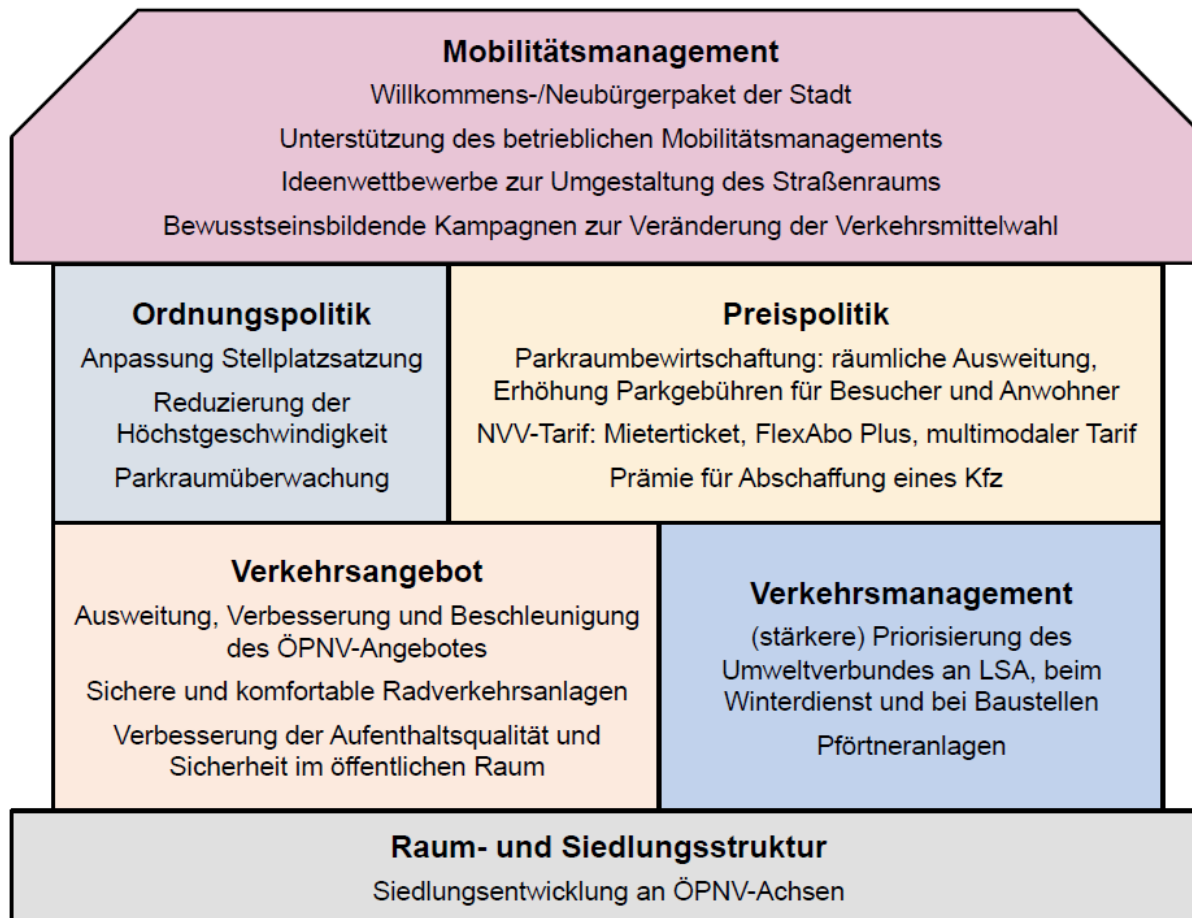 Mobilitätsmanagement
Willkommens-/Neubürgerpaket der Stadt
Unterstützung des betrieblichen Mobilitätsmanagements
Ideenwettbewerbe zur Umgestaltung des Straßenraums
Bewusstseinsbildende Kampagnen zur Veränderung der Verkehrsmittelwahl
Ordnungspolitik
Anpassung Stellplatzsatzung
Reduzierung der
Höchstgeschwindigkeit
Parkraumüberwachung
Preispolitik
Parkraumbewirtschaftung: räumliche Ausweitung,
Erhöhung Parkgebühren für Besucher und Anwohner
NVV-Tarif: Mieterticket, FlexAbo Plus, multimodaler Tarif
Prämie für Abschaffung eines Kfz
Verkehrsangebot
Ausweitung, Verbesserung und Beschleunigung
des ÖPNV-Angebotes
Sichere und komfortable Radverkehrsanlagen
Verbesserung der Aufenthaltsqualität und
Sicherheit im öffentlichen Raum
Verkehrsmanagement
(stärkere) Priorisierung des
Umweltverbundes an LSA, beim
Winterdienst und bei Baustellen
Pförtneranlagen
Raum- und Siedlungsstruktur
Siedlungsentwicklung an ÖPNV-Achsen